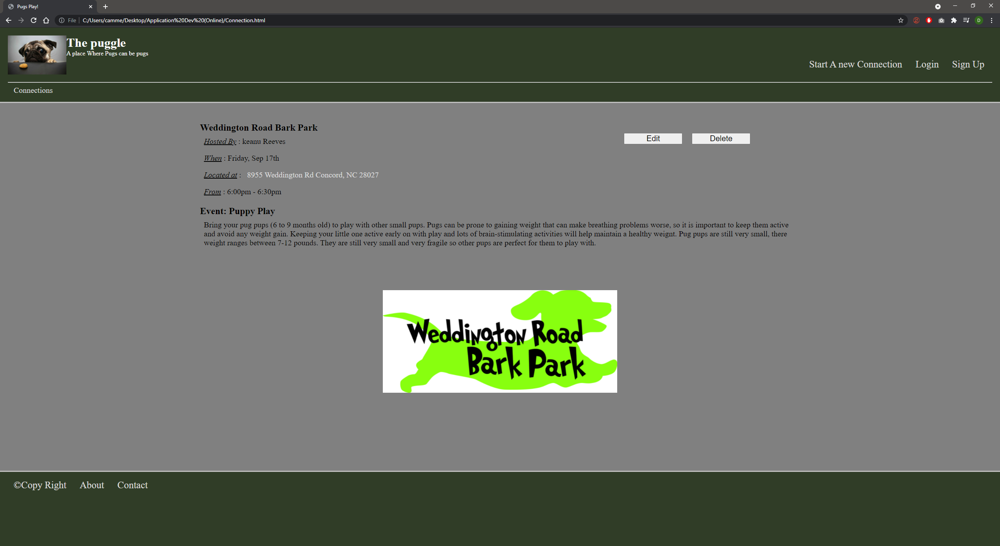 Pugs Play!
File
C:/Users/camme/Desktop/Application%20Dev%20(Online)/Connection.html
D
The puggle
A place Where Pugs can be pugs
Start A new Connection Login Sign Up
Connections
Weddington Road Bark Park
Hosted By : keanu Reeves
Edit Delete
When : Friday, Sep 17th
Located at : 8955 Weddington Rd Concord, NC 28027
From : 6:00pm - 6:30pm
Event: Puppy Play
Bring your pug pups (6 to 9 months old) to play with other small pups. Pugs can be prone to gaining weight that can make breathing problems worse, so it is important to keep them active
and avoid any weight gain. Keeping your little one active early on with play and lots of brain-stimulating activities will help maintain a healthy weignt. Pug pups are still very small, there
weight ranges between 7-12 pounds. They are still very small and very fragile so other pups are perfect for them to play with.
Weddington Road
Bark Park
©Copy Right About Contact